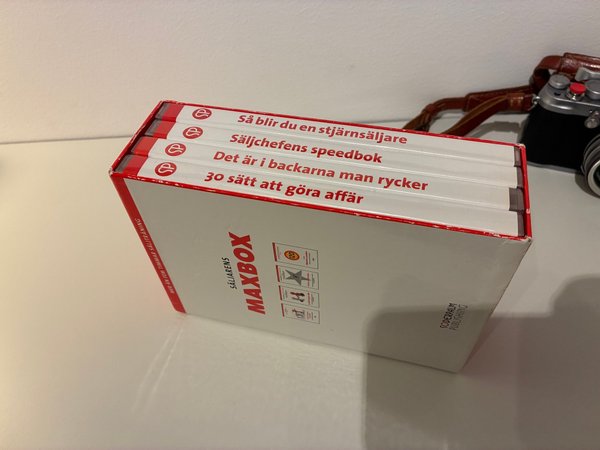 Så blir du en stjärnsäljare
Säljchefens speedbok
Det är i backarna man rycker
30 sätt att göra affär
SÄLJARENS
MAXBOX